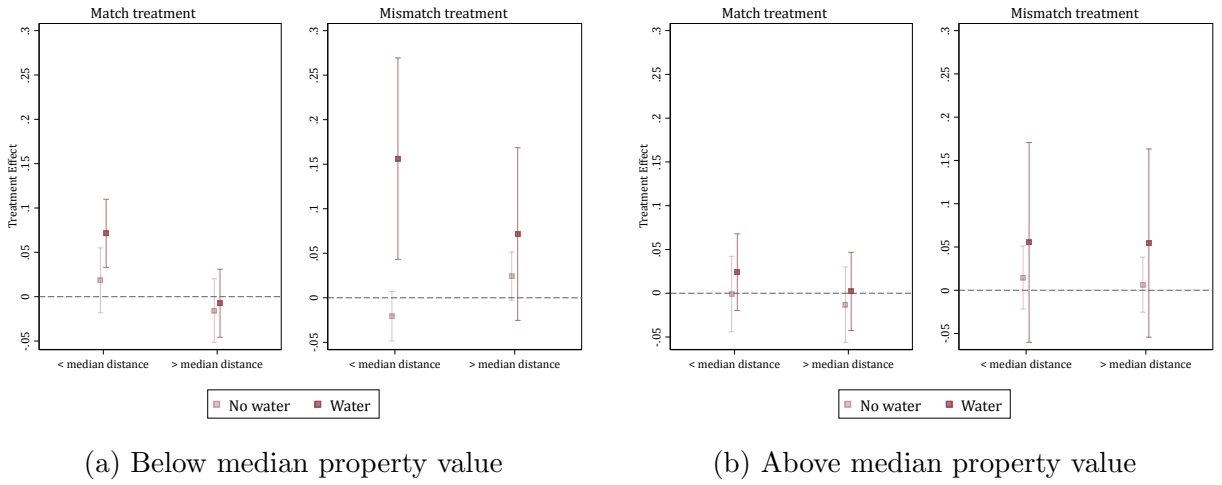 Match treatment
Mismatch treatment
Treatment Effect
.3
.25
.2
.15
.1
.05
0
-.05
.3
.25
.2
.15
.1
.05
0
-.05
< median distance
> median distance
< median distance
> median distance
No water
Water
(a) Below median property value
Match treatment
Mismatch treatment
Treatment Effect
.3
.25
.2
.15
.1
.05
0
-.05
.3
.25
.2
.15
.1
.05
0
-.05
< median distance
> median distance
< median distance
> median distance
No water
Water
(b) Above median property value